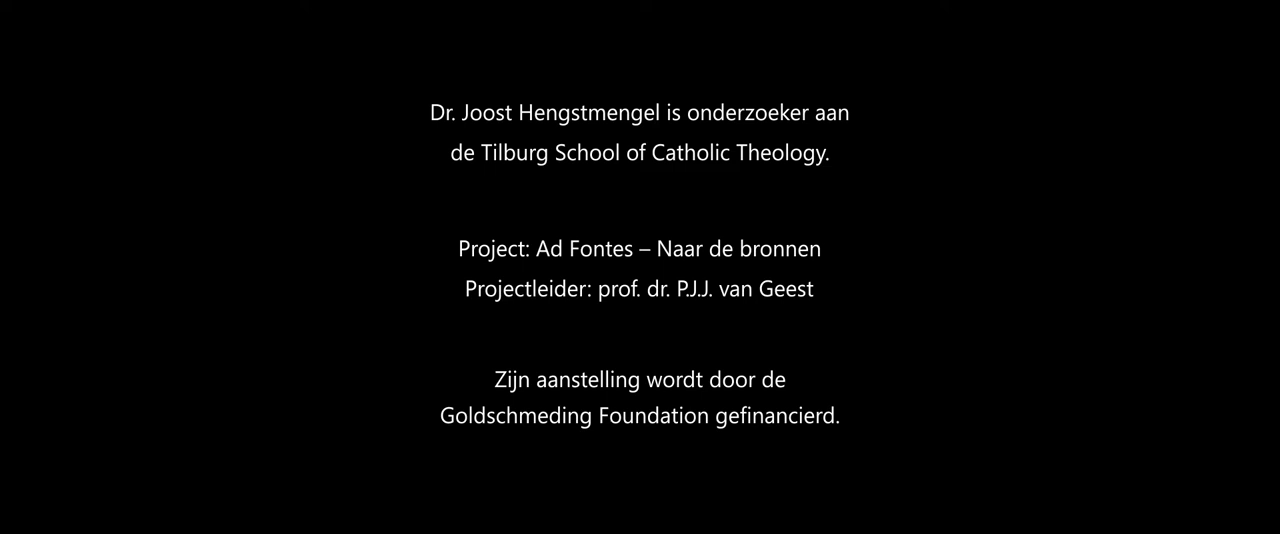 Dr. Joost Hengstmengel is onderzoeker aan
de Tilburg School of Catholic Theology.
Project: Ad Fontes – Naar de bronnen
Projectleider: prof. dr. P.J.J. van Geest
Zijn aanstelling wordt door de
Goldschmeding Foundation gefinancierd.